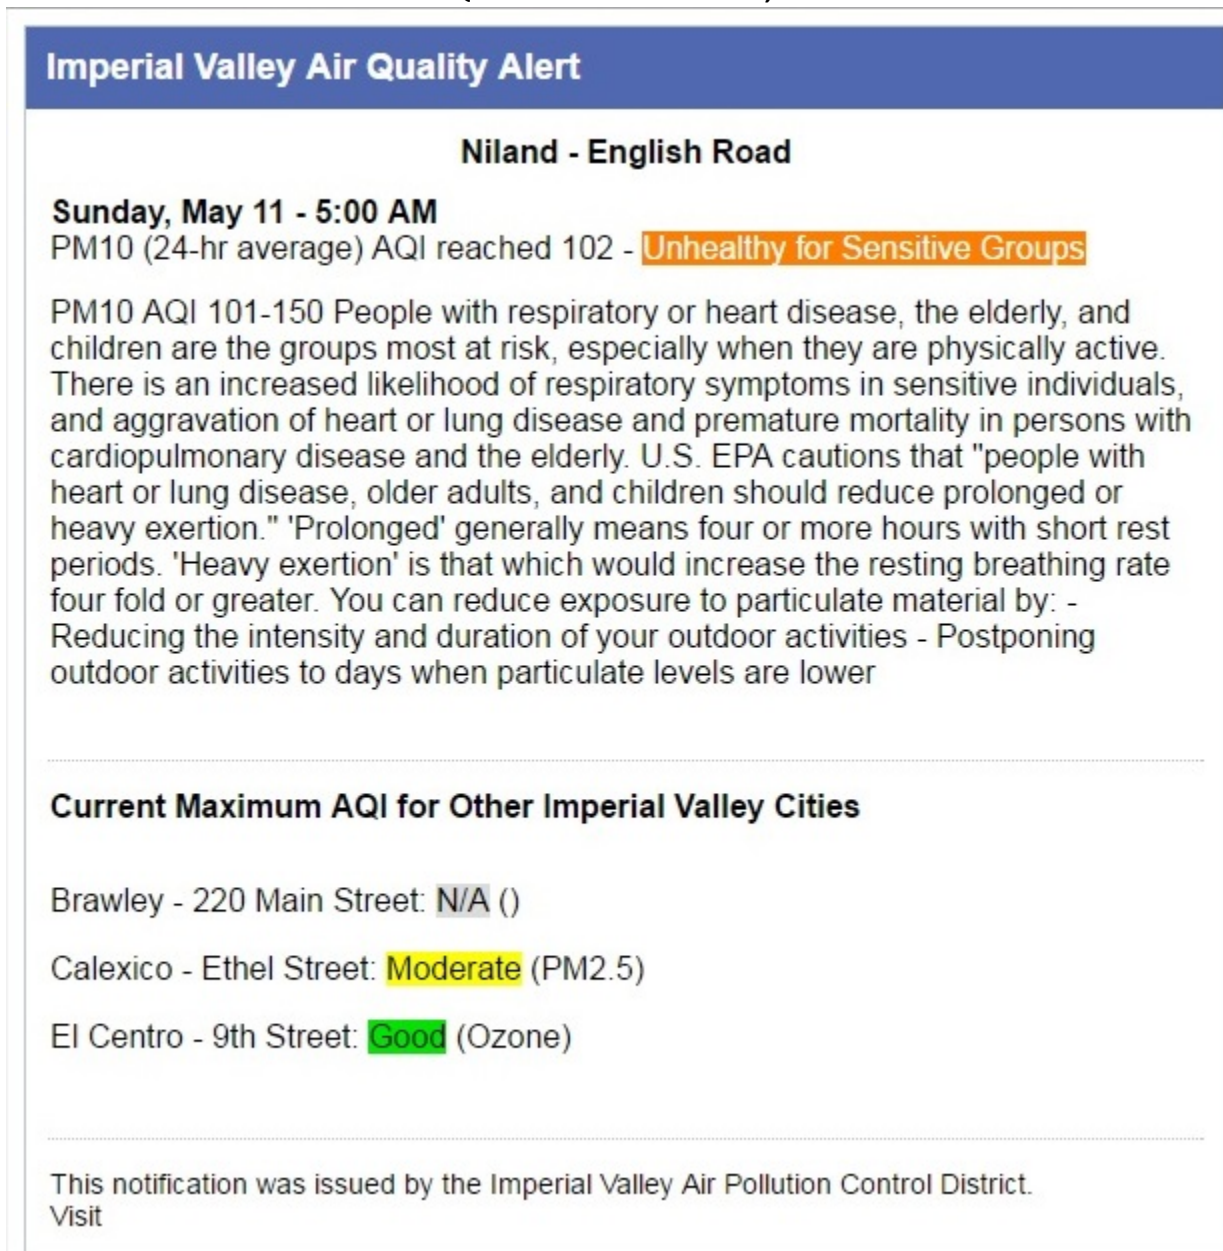 Imperial Valley Air Quality Alert
Niland - English Road
Sunday, May 11 - 5:00 AM
PM10 (24-hr average) AQI reached 102 - Unhealthy for Sensitive Groups
PM10 AQI 101-150 People with respiratory or heart disease, the elderly, and
children are the groups most at risk, especially when they are physically active.
There is an increased likelihood of respiratory symptoms in sensitive individuals,
and aggravation of heart or lung disease and premature mortality in persons with
cardiopulmonary disease and the elderly. U.S. EPA cautions that "people with
heart or lung disease, older adults, and children should reduce prolonged or
heavy exertion." 'Prolonged' generally means four or more hours with short rest
periods. 'Heavy exertion' is that which would increase the resting breathing rate
four fold or greater. You can reduce exposure to particulate material by: -
Reducing the intensity and duration of your outdoor activities - Postponing
outdoor activities to days when particulate levels are lower
Current Maximum AQI for Other Imperial Valley Cities
Brawley - 220 Main Street: N/A ()
Calexico - Ethel Street: Moderate (PM2.5)
El Centro - 9th Street: Good (Ozone)
This notification was issued by the Imperial Valley Air Pollution Control District.
Visit